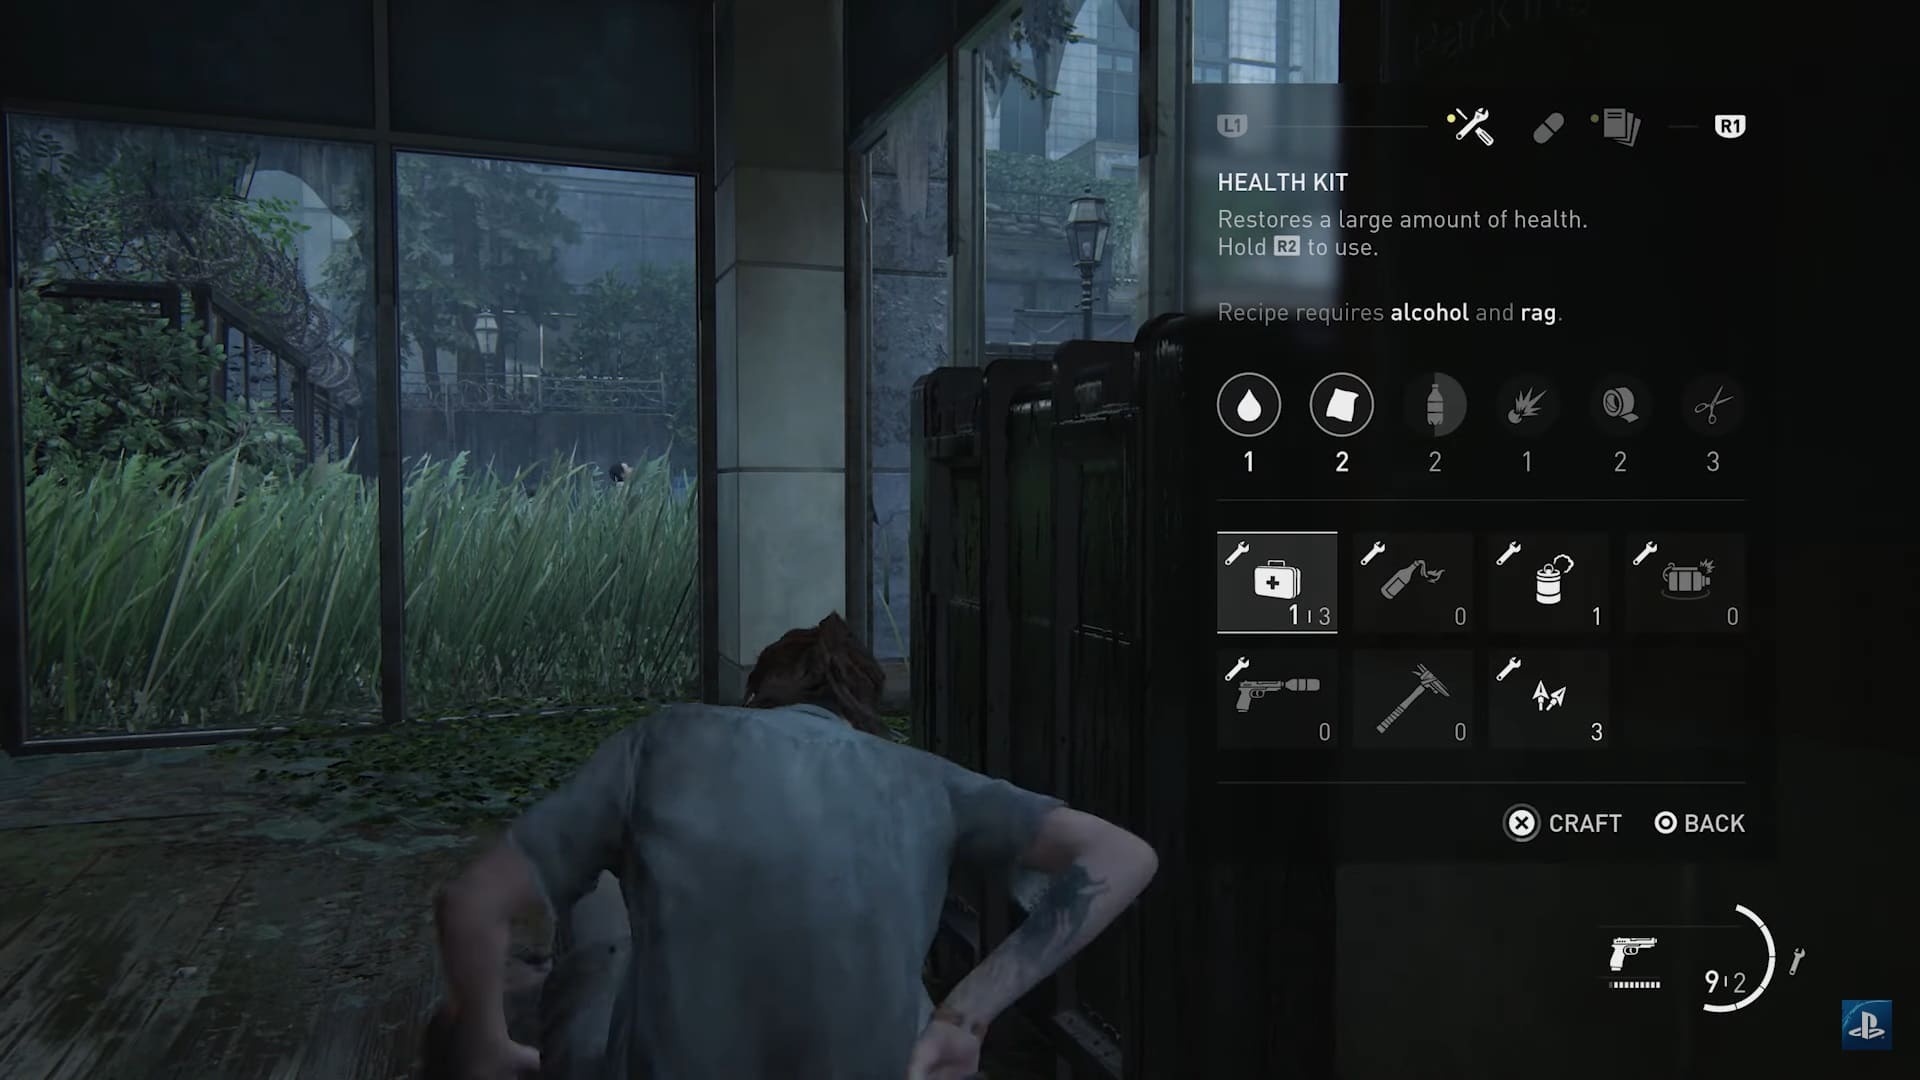 Parking
L1
R1
HEALTH KIT
Restores a large amount of health.
Hold R2 to use.
Recipe requires alcohol and rag.
1 2 2 1 2 3
1 | 3 0 1 0
0 0 3
CRAFT BACK
9 | 2